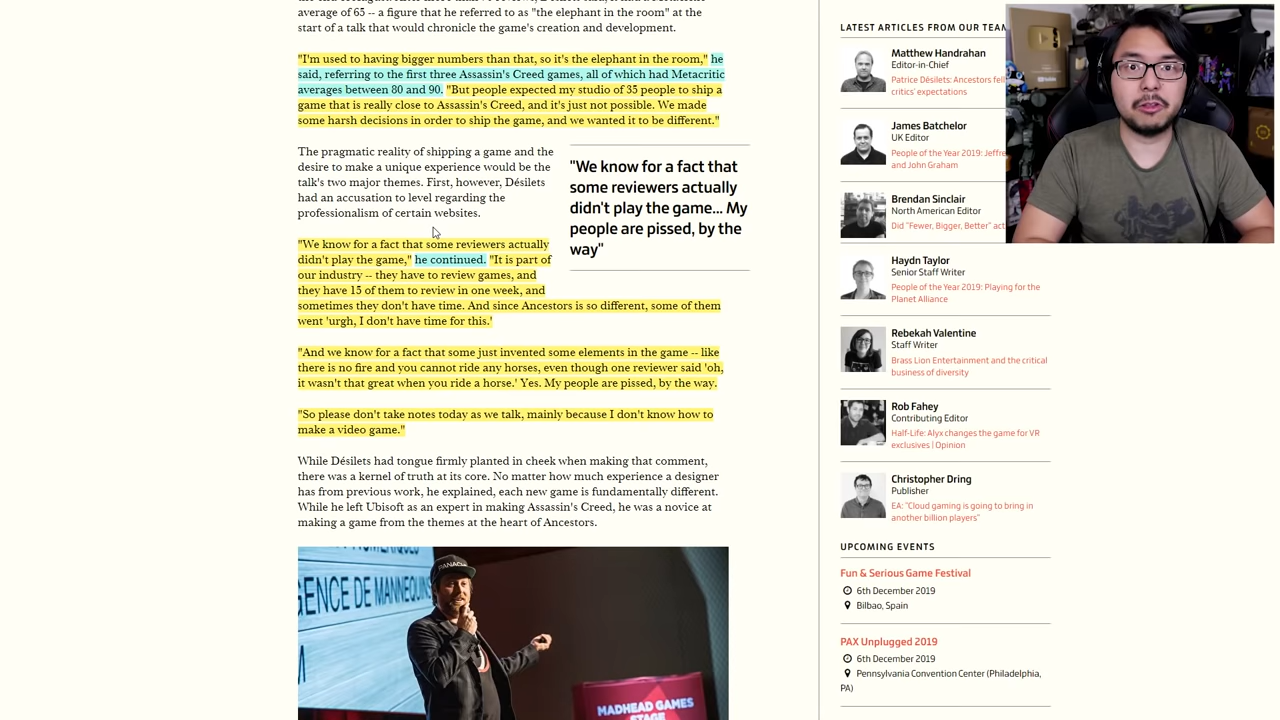 average of 65 -- a figure that he referred to as "the elephant in the room" at the
start of a talk that would chronicle the game's creation and development.
"I'm used to having bigger numbers than that, so it's the elephant in the room," he
said, referring to the first three Assassin's Creed games, all of which had Metacritic
averages between 80 and 90. "But people expected my studio of 35 people to ship a
game that is really close to Assassin's Creed, and it's just not possible. We made
some harsh decisions in order to ship the game, and we wanted it to be different."
The pragmatic reality of shipping a game and the
desire to make a unique experience would be the
talk's two major themes. First, however, Désilets
had an accusation to level regarding the
professionalism of certain websites.
"We know for a fact that
some reviewers actually
didn't play the game... My
people are pissed, by the
way"
"We know for a fact that some reviewers actually
didn't play the game," he continued. "It is part of
our industry -- they have to review games, and
they have 15 of them to review in one week, and
sometimes they don't have time. And since Ancestors is so different, some of them
went 'urgh, I don't have time for this.'
"And we know for a fact that some just invented some elements in the game -- like
there is no fire and you cannot ride any horses, even though one reviewer said 'oh,
it wasn't that great when you ride a horse.' Yes. My people are pissed, by the way.
"So please don't take notes today as we talk, mainly because I don't know how to
make a video game."
While Désilets had tongue firmly planted in cheek when making that comment,
there was a kernel of truth at its core. No matter how much experience a designer
has from previous work, he explained, each new game is fundamentally different.
While he left Ubisoft as an expert in making Assassin's Creed, he was a novice at
making a game from the themes at the heart of Ancestors.
GENCE DE MANNEQUINS
PANACHE
MADHEAD GAMES
STAGE
LATEST ARTICLES FROM OUR TEAM
Matthew Handrahan
Editor-in-Chief
Patrice Désilets: Ancestors fell
critics' expectations
James Batchelor
UK Editor
People of the Year 2019: Jeffre
and John Graham
Brendan Sinclair
North American Editor
Did "Fewer, Bigger, Better" act
Haydn Taylor
Senior Staff Writer
People of the Year 2019: Playing for the
Planet Alliance
Rebekah Valentine
Staff Writer
Brass Lion Entertainment and the critical
business of diversity
Rob Fahey
Contributing Editor
Half-Life: Alyx changes the game for VR
exclusives | Opinion
Christopher Dring
Publisher
EA: "Cloud gaming is going to bring in
another billion players"
UPCOMING EVENTS
Fun & Serious Game Festival
6th December 2019
Bilbao, Spain
PAX Unplugged 2019
6th December 2019
Pennsylvania Convention Center (Philadelphia,
PA)